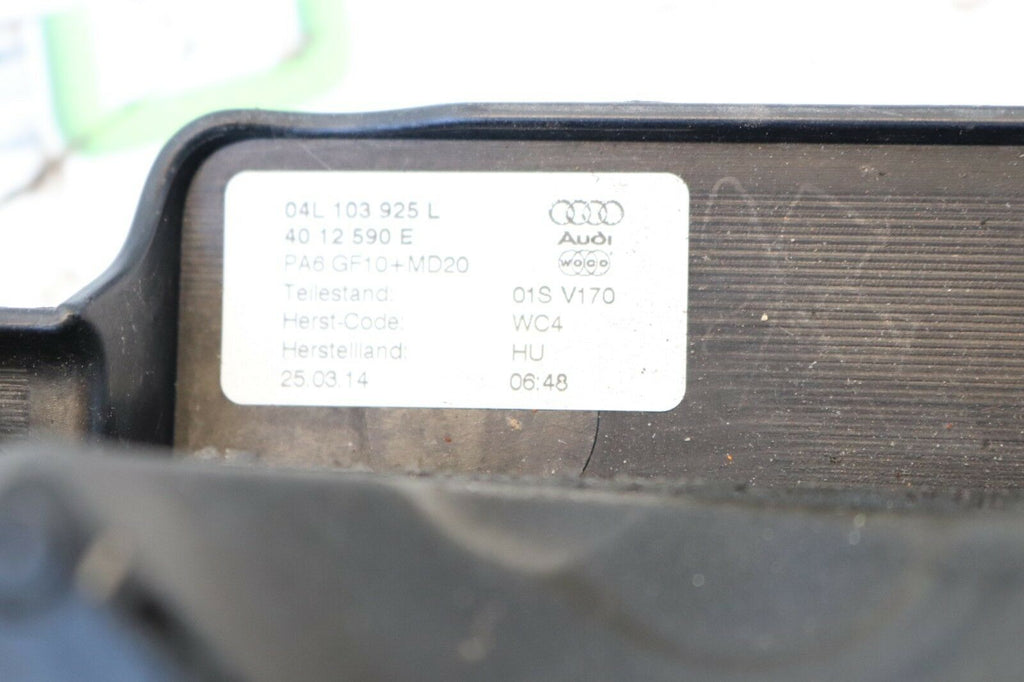 04L 103 925 L
40 12 590 E
Audi
PA6 GF10+MD20
woco
Teilestand: 01S V170
Herst-Code: WC4
Herstellland: HU
25.03.14 06:48